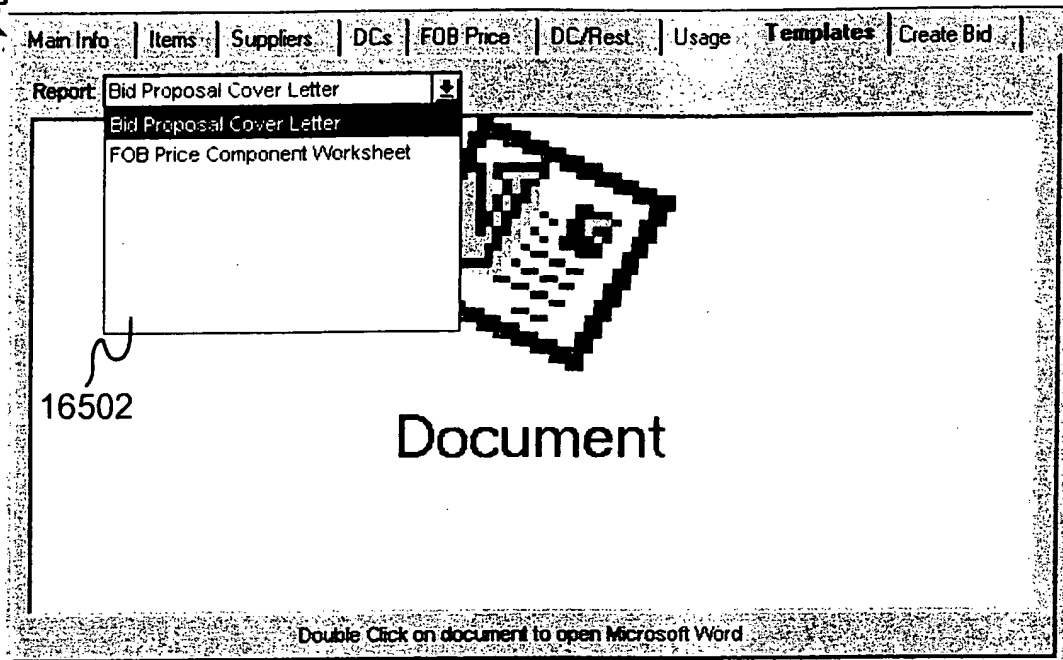 Main Info Items Suppliers DCs FOB Price DC/Rest. Usage Templates Create Bid
Report: Bid Proposal Cover Letter
Bid Proposal Cover Letter
FOB Price Component Worksheet
16502
Document
Double Click on document to open Microsoft Word